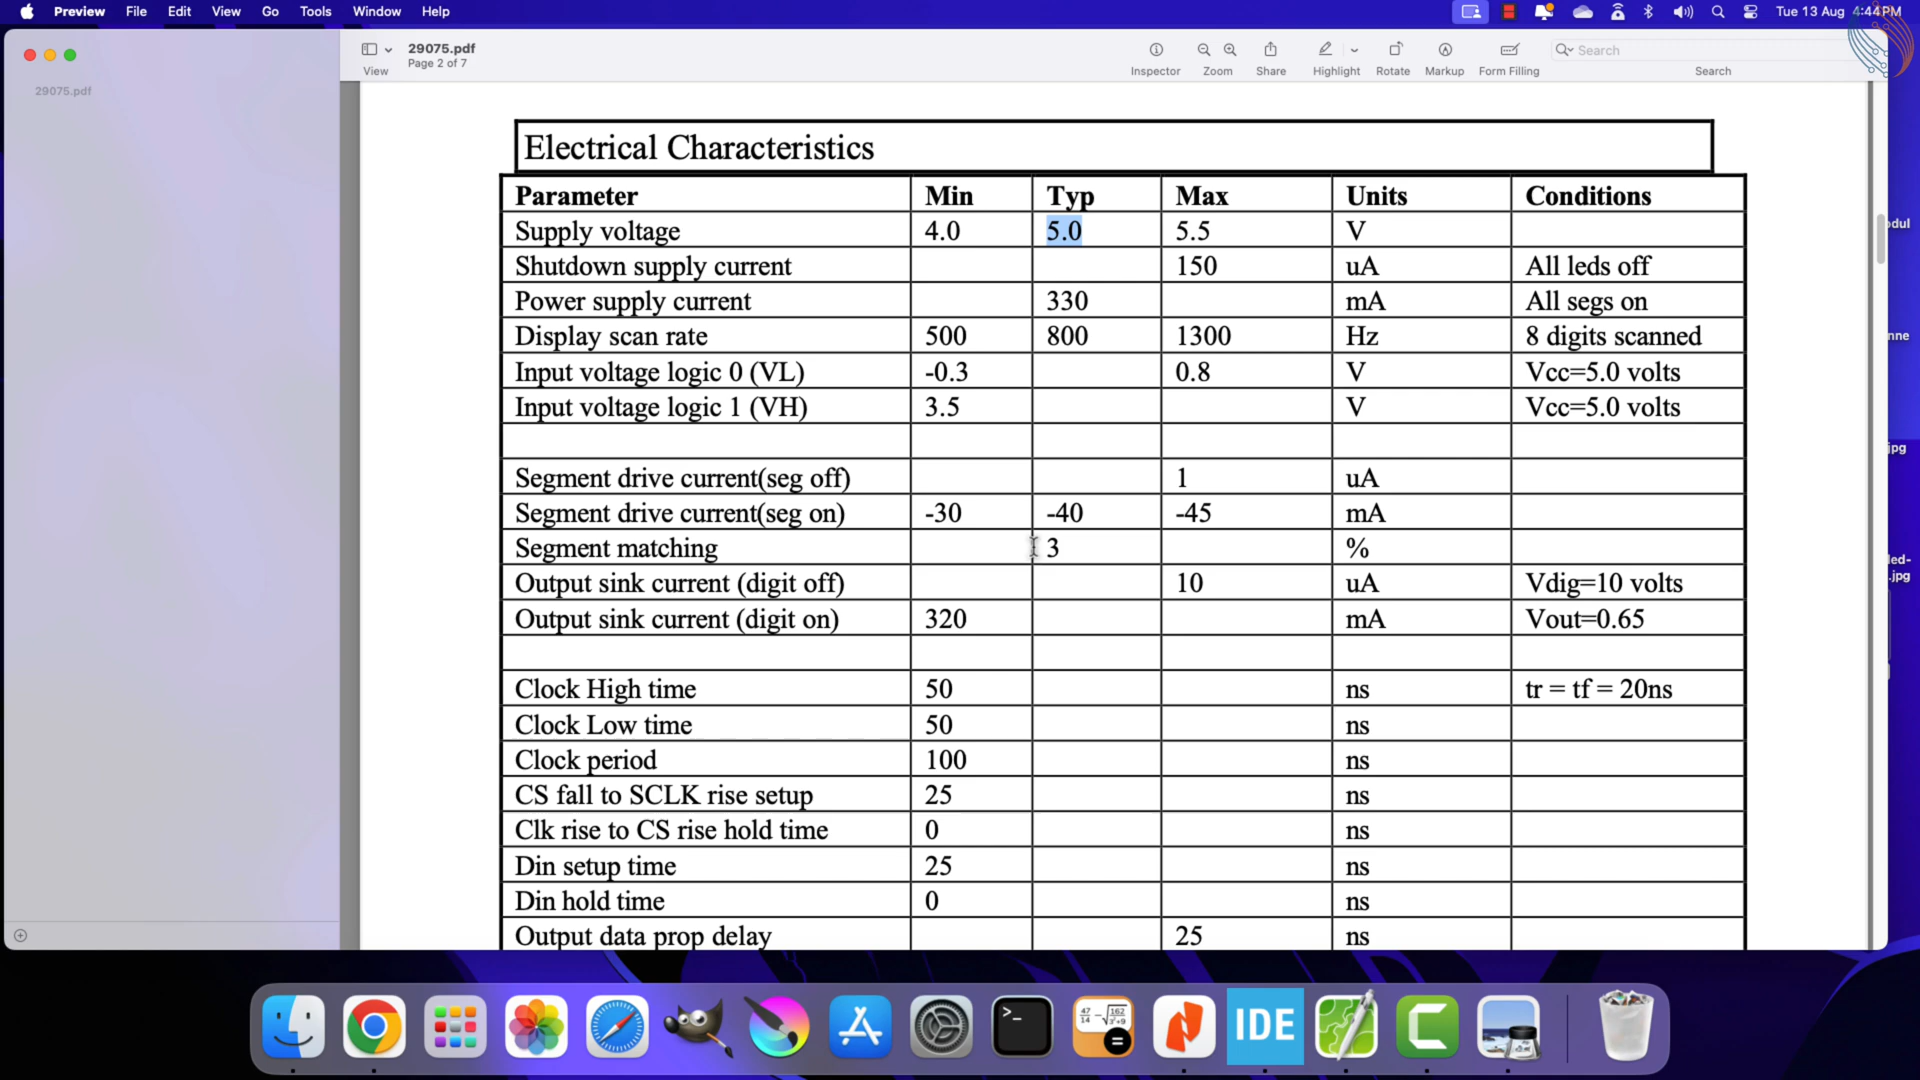 Preview File Edit View Go Tools Window Help Tue 13 Aug 4:44PM
29075.pdf
Page 2 of 7
View Inspector Zoom Share Highlight Rotate Markup Form Filling Search
Search
29075.pdf
Electrical Characteristics
Parameter Min Typ Max Units Conditions
Supply voltage 4.0 5.0 5.5 V
Shutdown supply current 150 uA All leds off
Power supply current 330 mA All segs on
Display scan rate 500 800 1300 Hz 8 digits scanned
Input voltage logic 0 (VL) -0.3 0.8 V Vcc=5.0 volts
Input voltage logic 1 (VH) 3.5 V Vcc=5.0 volts
Segment drive current(seg off) 1 uA
Segment drive current(seg on) -30 -40 -45 mA
Segment matching 3 %
Output sink current (digit off) 10 uA Vdig=10 volts
Output sink current (digit on) 320 mA Vout=0.65
Clock High time 50 ns tr = tf = 20ns
Clock Low time 50 ns
Clock period 100 ns
CS fall to SCLK rise setup 25 ns
Clk rise to CS rise hold time 0 ns
Din setup time 25 ns
Din hold time 0 ns
Output data prop delay 25 ns
dul
nne
jpg
led-
.jpg
IDE